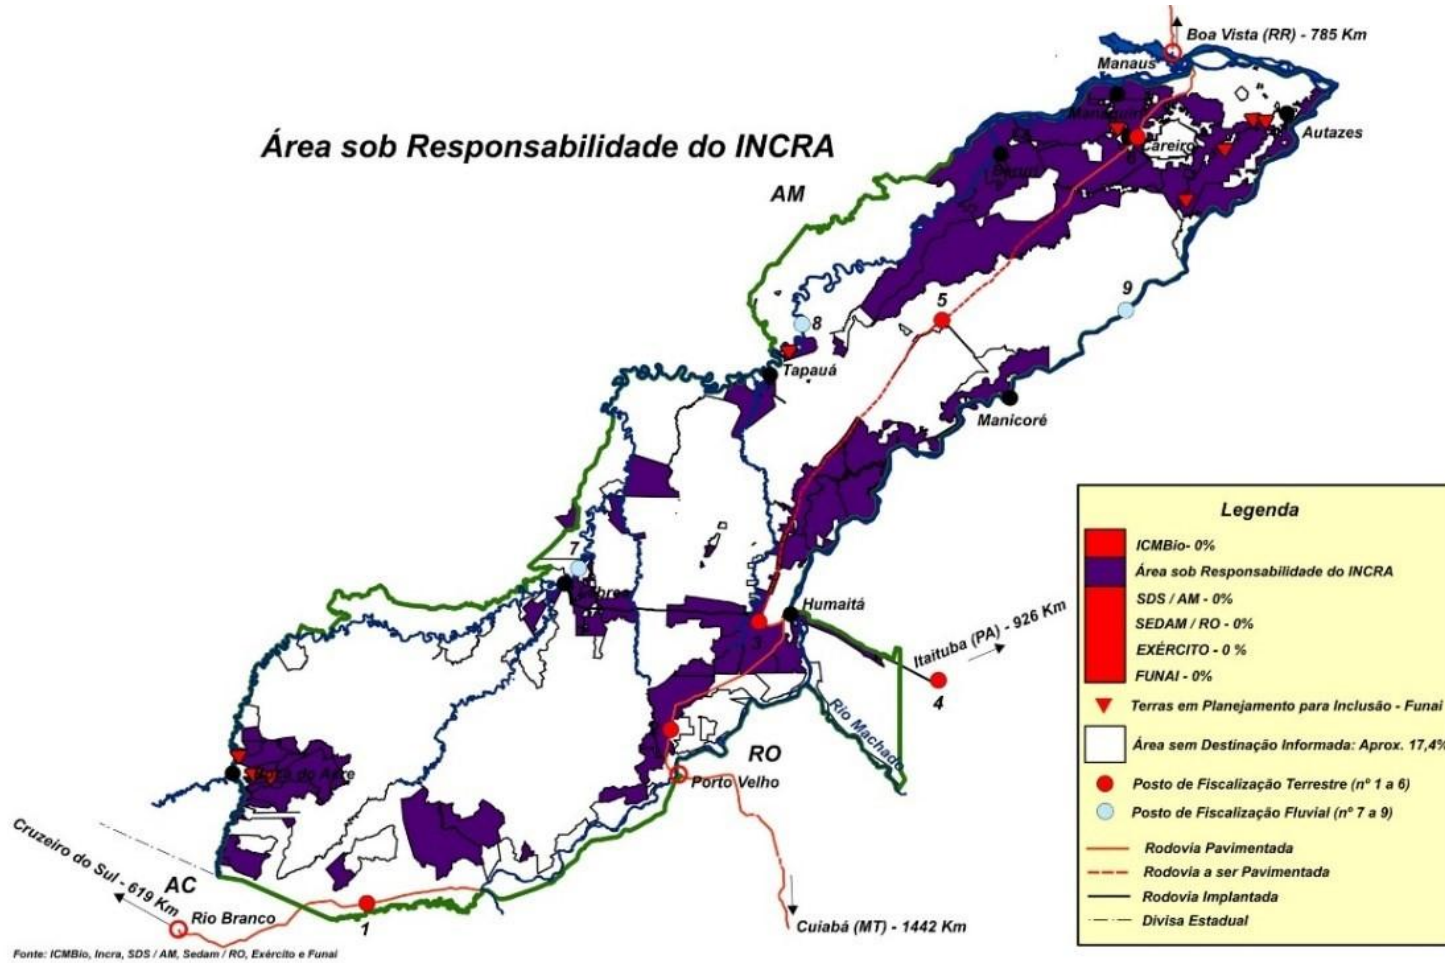 Boa Vista (RR) - 785 Km
Manaus
Autazes
Careiro
6
Área sob Responsabilidade do INCRA
AM
9
5
8
Tapauá
Manicoré
7
Humaitá
3
Itaituba (PA) - 926 Km
4
Rio Machado
RO
Porto Velho
Cruzeiro do Sul - 619 Km
AC
Rio Branco
1
Cuiabá (MT) - 1442 Km
Legenda
ICMBio- 0%
Área sob Responsabilidade do INCRA
SDS / AM - 0%
SEDAM / RO - 0%
EXÉRCITO - 0 %
FUNAI - 0%
Terras em Planejamento para Inclusão - Funai
Área sem Destinação Informada: Aprox. 17,4%
Posto de Fiscalização Terrestre (nº 1 a 6)
Posto de Fiscalização Fluvial (nº 7 a 9)
Rodovia Pavimentada
Rodovia a ser Pavimentada
Rodovia Implantada
Divisa Estadual
Fonte: ICMBio, Incra, SDS / AM, Sedam / RO, Exército e Funai